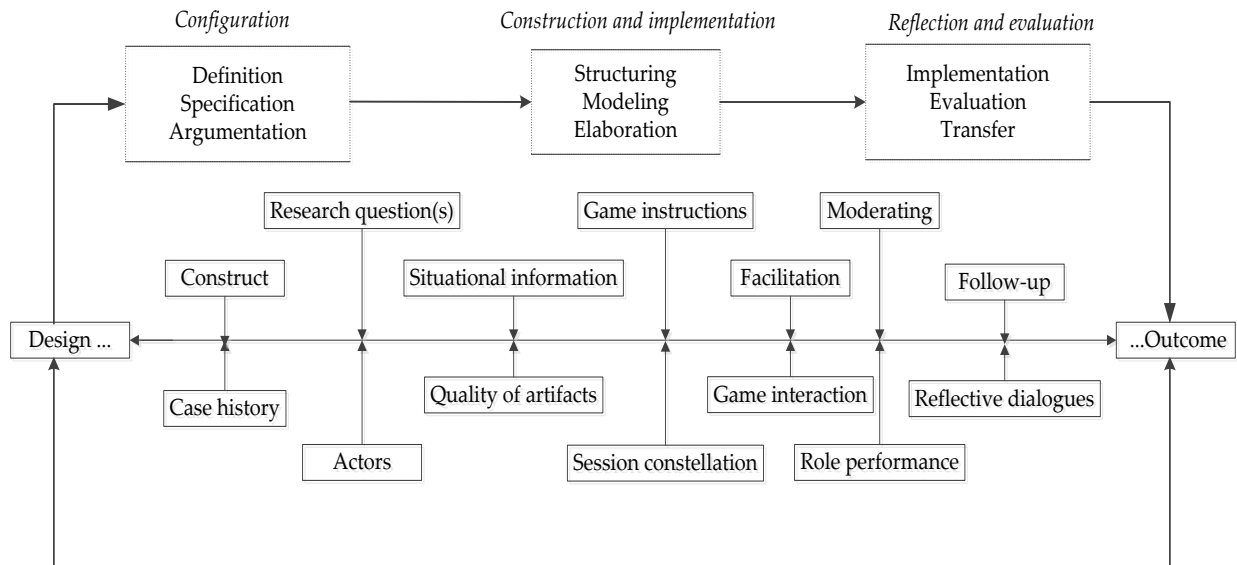 Configuration
Construction and implementation
Reflection and evaluation
Definition
Specification
Argumentation
Structuring
Modeling
Elaboration
Implementation
Evaluation
Transfer
Research question(s)
Game instructions
Moderating
Construct
Situational information
Facilitation
Follow-up
Design ...
...Outcome
Case history
Quality of artifacts
Game interaction
Reflective dialogues
Actors
Session constellation
Role performance